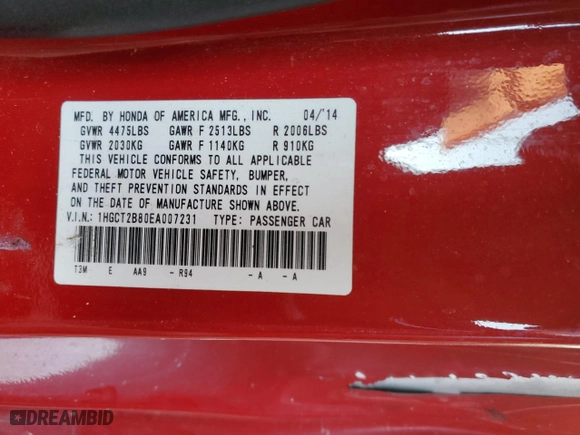 MFD. BY HONDA OF AMERICA MFG., INC. 04/'14
GVWR 4475LBS GAWR F 2513LBS R 2006LBS
GVWR 2030KG GAWR F 1140KG R 910KG
THIS VEHICLE CONFORMS TO ALL APPLICABLE
FEDERAL MOTOR VEHICLE SAFETY, BUMPER,
AND THEFT PREVENTION STANDARDS IN EFFECT
ON THE DATE OF MANUFACTURE SHOWN ABOVE.
V.I.N.: 1HGCT2B80EA007231 TYPE: PASSENGER CAR
T3M E AA9 - R94 - A - A
DREAMBID